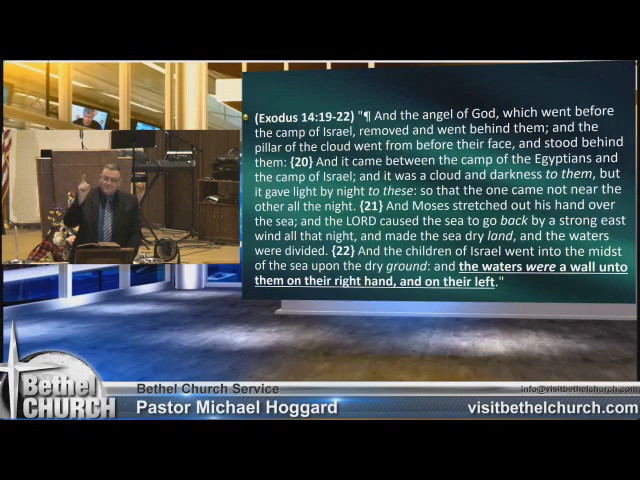 (Exodus 14:19-22) "¶ And the angel of God, which went before
the camp of Israel, removed and went behind them; and the
pillar of the cloud went from before their face, and stood behind
them: {20} And it came between the camp of the Egyptians and
the camp of Israel; and it was a cloud and darkness to them, but
it gave light by night to these: so that the one came not near the
other all the night. {21} And Moses stretched out his hand over
the sea; and the LORD caused the sea to go back by a strong east
wind all that night, and made the sea dry land, and the waters
were divided. {22} And the children of Israel went into the midst
of the sea upon the dry ground: and the waters were a wall unto
them on their right hand, and on their left."
Bethel
CHURCH
Bethel Church Service
info@visitbethelchurch.com
Pastor Michael Hoggard
visitbethelchurch.com